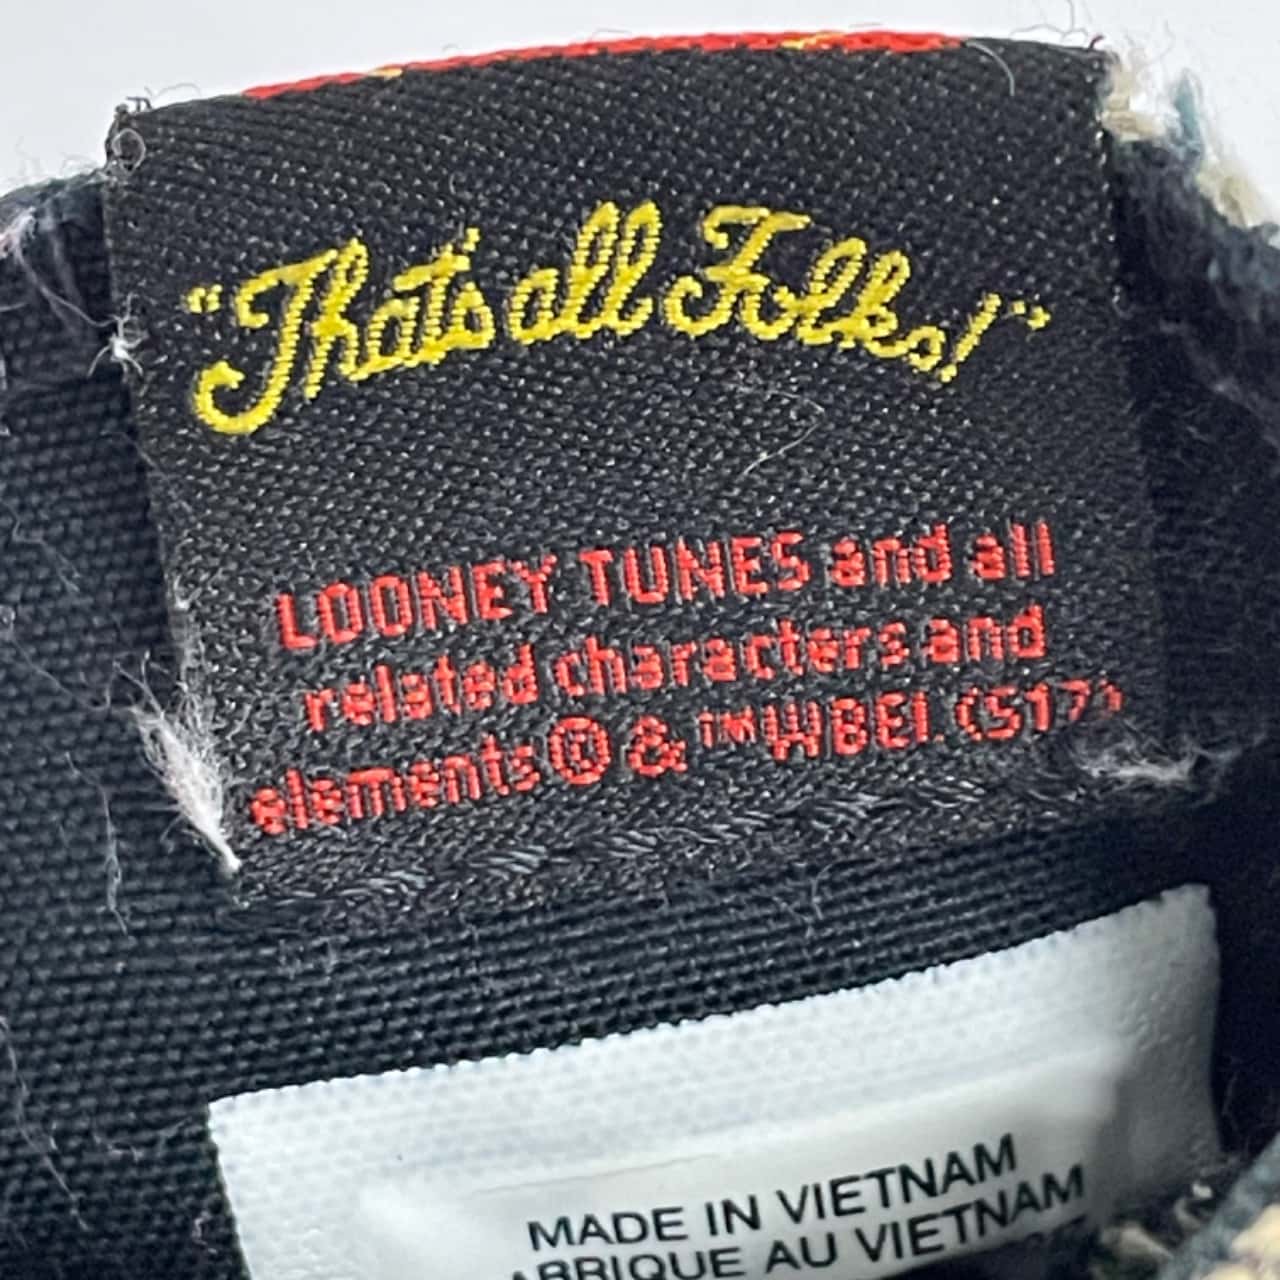 "That's all Folks!"
LOONEY TUNES and all
related characters and
elements © & ™ WBEI. (S17)
MADE IN VIETNAM
ABRIQUE AU VIETNAM